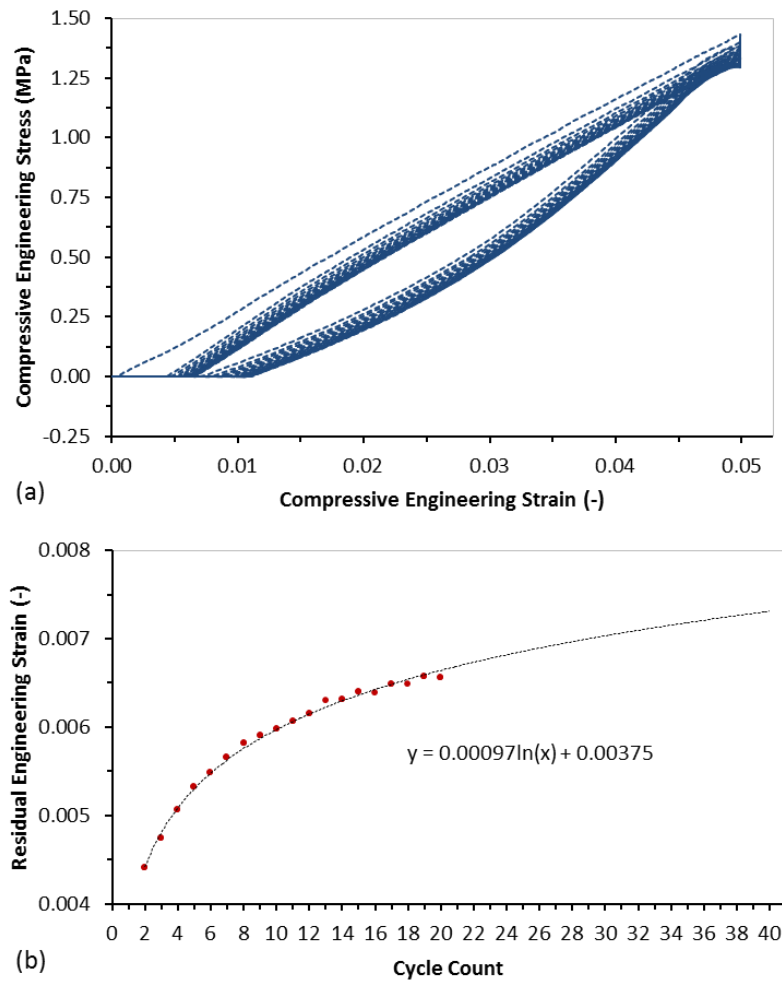 1.50
1.25
1.00
0.75
0.50
0.25
0.00
-0.25
Compressive Engineering Stress (MPa)
0.00 0.01 0.02 0.03 0.04 0.05
Compressive Engineering Strain (-)
(a)
0.008
0.007
0.006
0.005
0.004
Residual Engineering Strain (-)
y = 0.00097ln(x) + 0.00375
0 2 4 6 8 10 12 14 16 18 20 22 24 26 28 30 32 34 36 38 40
Cycle Count
(b)